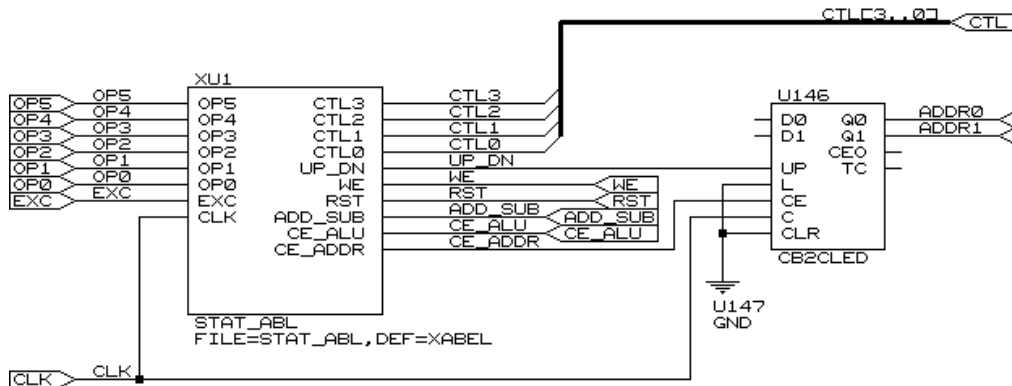 CTL[3..0]
CTL
XU1
U146
OP5 OP5 OP5 CTL3 CTL3
OP4 OP4 OP4 CTL2 CTL2
OP3 OP3 OP3 CTL1 CTL1
OP2 OP2 OP2 CTL0 CTL0
OP1 OP1 OP1 UP_DN UP_DN
OP0 OP0 OP0 WE WE WE
EXC EXC EXC RST RST RST
CLK ADD_SUB ADD_SUB ADD_SUB
CE_ALU CE_ALU CE_ALU
CE_ADDR CE_ADDR
D0 Q0 ADDR0
D1 Q1 ADDR1
CEO
UP TC
L
CE
C
CLR
CB2CLED
U147
GND
STAT_ABL
FILE=STAT_ABL,DEF=XABEL
CLK CLK